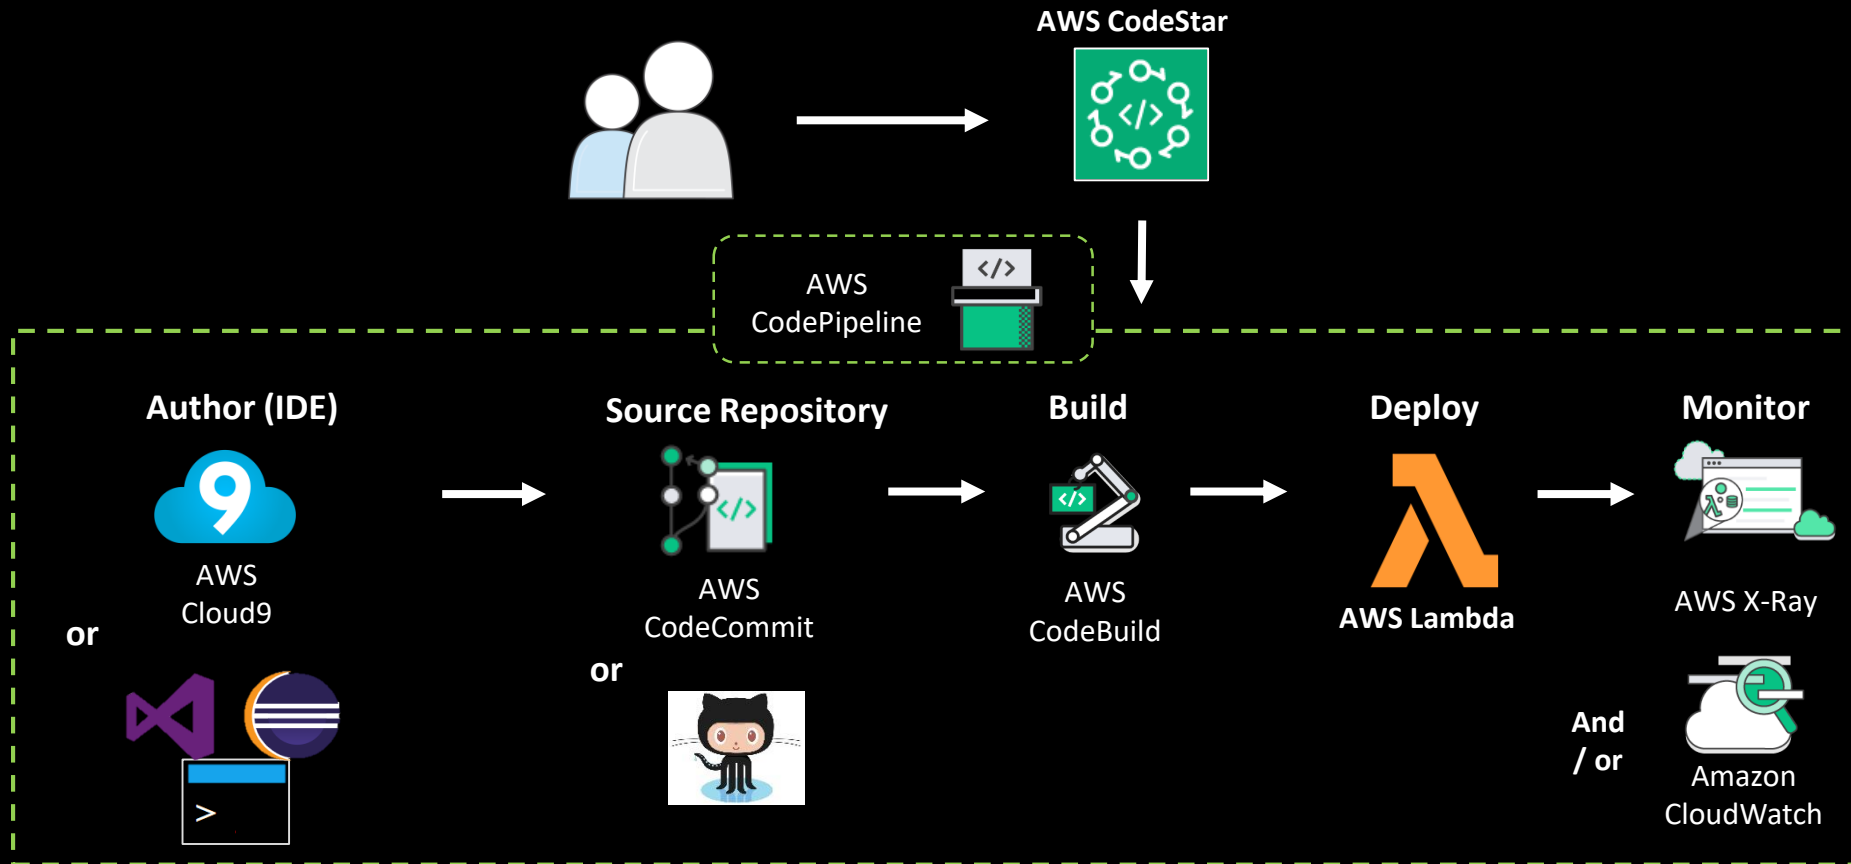 AWS CodeStar
</>
</>
AWS
CodePipeline
Author (IDE)
Source Repository
Build
Deploy
Monitor
9
</>
</>
AWS
Cloud9
AWS
CodeCommit
AWS
CodeBuild
AWS Lambda
AWS X-Ray
or
or
>
And
/ or
Amazon
CloudWatch